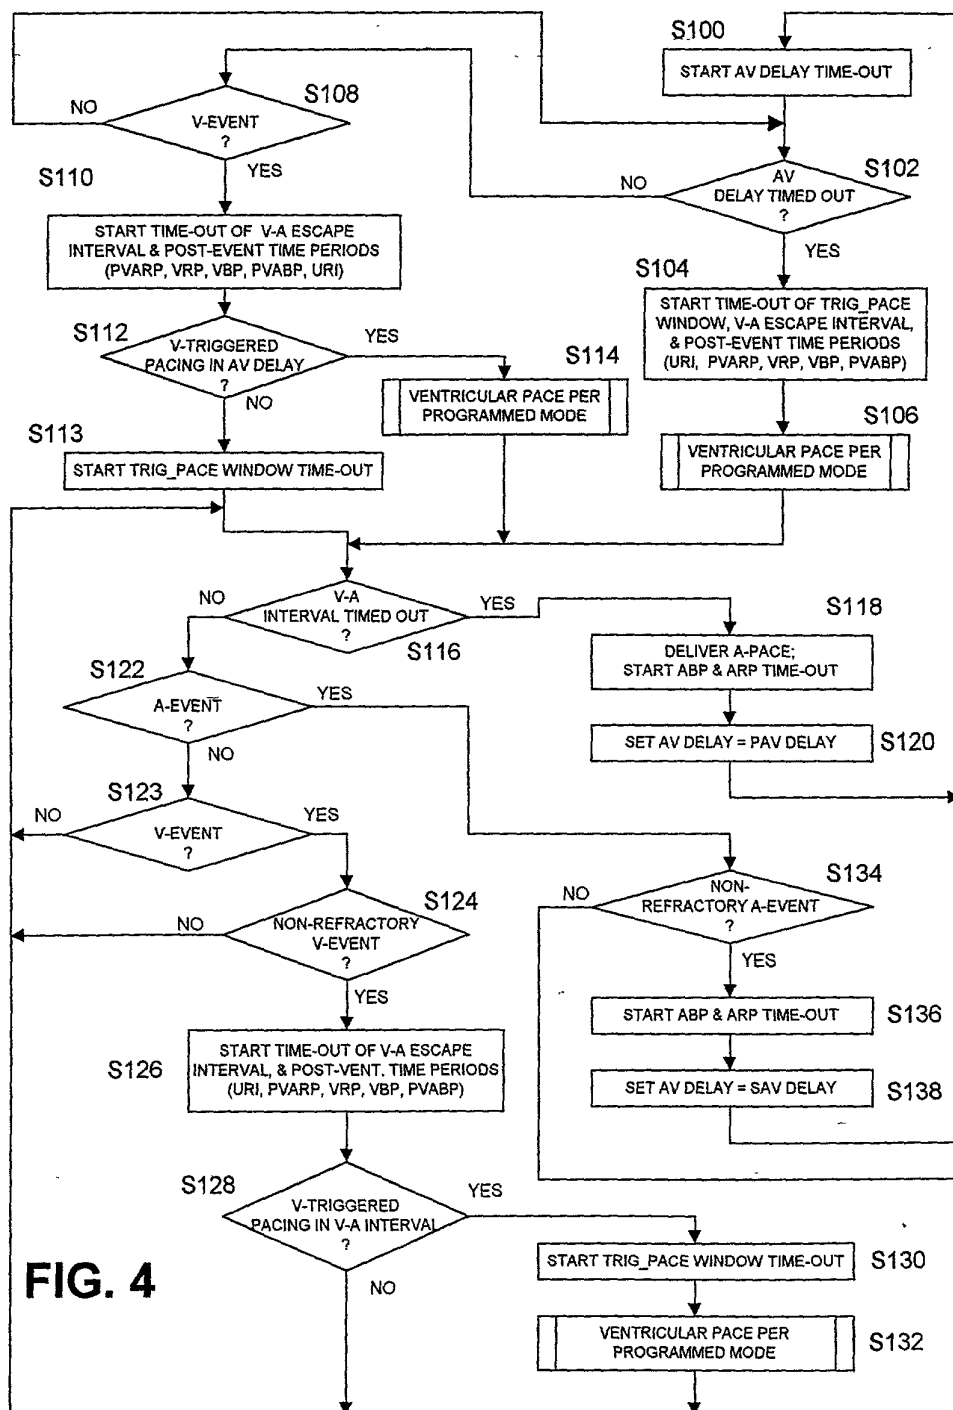 S100
START AV DELAY TIME-OUT
S108
NO
V-EVENT
?
YES
S102
NO
AV
DELAY TIMED OUT
?
YES
S110
START TIME-OUT OF V-A ESCAPE
INTERVAL & POST-EVENT TIME PERIODS
(PVARP, VRP, VBP, PVABP, URI)
S104
START TIME-OUT OF TRIG_PACE
WINDOW, V-A ESCAPE INTERVAL,
& POST-EVENT TIME PERIODS
(URI, PVARP, VRP, VBP, PVABP)
S112
V-TRIGGERED
PACING IN AV DELAY
?
YES
NO
S114
VENTRICULAR PACE PER
PROGRAMMED MODE
S106
VENTRICULAR PACE PER
PROGRAMMED MODE
S113
START TRIG_PACE WINDOW TIME-OUT
NO
V-A
INTERVAL TIMED OUT
?
YES
S116
S118
DELIVER A-PACE;
START ABP & ARP TIME-OUT
S122
A-EVENT
?
YES
NO
SET AV DELAY = PAV DELAY
S120
S123
NO
V-EVENT
?
YES
S134
NO
NON-
REFRACTORY A-EVENT
?
YES
S124
NO
NON-REFRACTORY
V-EVENT
?
YES
START ABP & ARP TIME-OUT
S136
S126
START TIME-OUT OF V-A ESCAPE
INTERVAL, & POST-VENT. TIME PERIODS
(URI, PVARP, VRP, VBP, PVABP)
SET AV DELAY = SAV DELAY
S138
S128
V-TRIGGERED
PACING IN V-A INTERVAL
?
YES
NO
START TRIG_PACE WINDOW TIME-OUT
S130
FIG. 4
VENTRICULAR PACE PER
PROGRAMMED MODE
S132